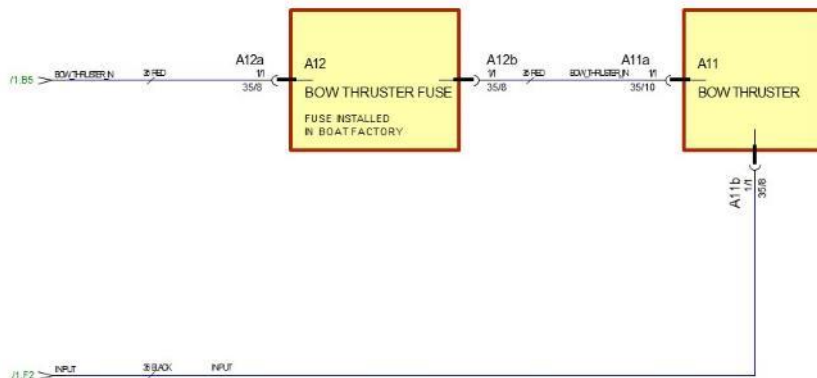 A12a
A12
A12b
A11a
A11
/1.B5
BOW_THRUSTER_IN
35 RED
1/1
1/1
35 RED
BOW_THRUSTER_IN
1/1
35/8
BOW THRUSTER FUSE
35/8
35/10
BOW THRUSTER
FUSE INSTALLED
IN BOAT FACTORY
A11b
1/1
35/8
/1.F2
INPUT
35 BLACK
INPUT